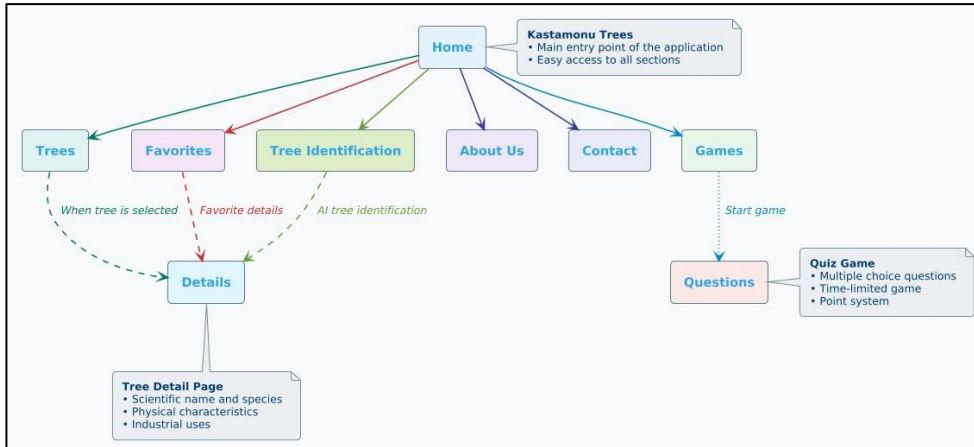 Home
Kastamonu Trees
• Main entry point of the application
• Easy access to all sections
Trees
Favorites
Tree Identification
About Us
Contact
Games
When tree is selected
Favorite details
AI tree identification
Start game
Details
Questions
Quiz Game
• Multiple choice questions
• Time-limited game
• Point system
Tree Detail Page
• Scientific name and species
• Physical characteristics
• Industrial uses